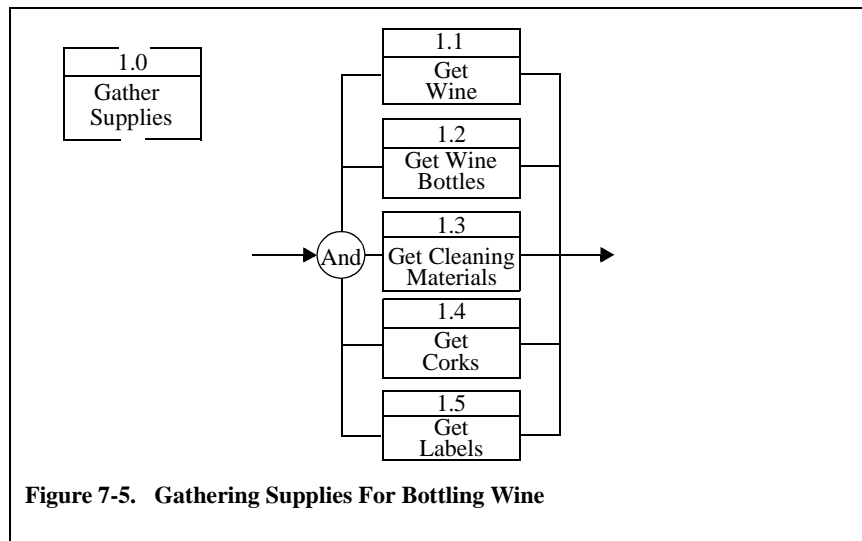 1.0
Gather
Supplies
1.1
Get
Wine
1.2
Get Wine
Bottles
And
1.3
Get Cleaning
Materials
1.4
Get
Corks
1.5
Get
Labels
Figure 7-5. Gathering Supplies For Bottling Wine